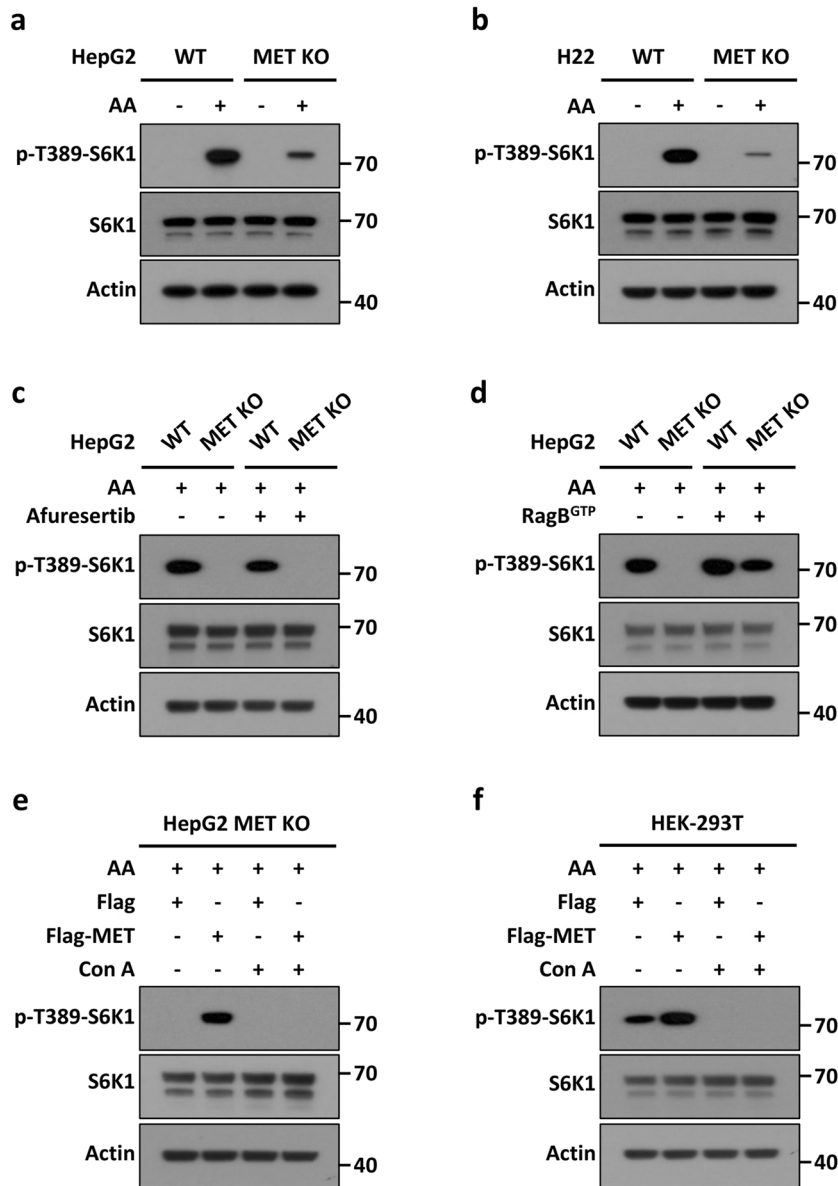 a
HepG2 WT MET KO
AA - + - +
p-T389-S6K1 70
S6K1 70
Actin 40
b
H22 WT MET KO
AA - + - +
p-T389-S6K1 70
S6K1 70
Actin 40
c
HepG2 WT MET KO WT MET KO
AA + + + +
Afuresertib - - + +
p-T389-S6K1 70
S6K1 70
Actin 40
d
HepG2 WT MET KO WT MET KO
AA + + + +
RagBGTP - - + +
p-T389-S6K1 70
S6K1 70
Actin 40
e
HepG2 MET KO
AA + + + +
Flag + - + -
Flag-MET - + - +
Con A - - + +
p-T389-S6K1 70
S6K1 70
Actin 40
f
HEK-293T
AA + + + +
Flag + - + -
Flag-MET - + - +
Con A - - + +
p-T389-S6K1 70
S6K1 70
Actin 40